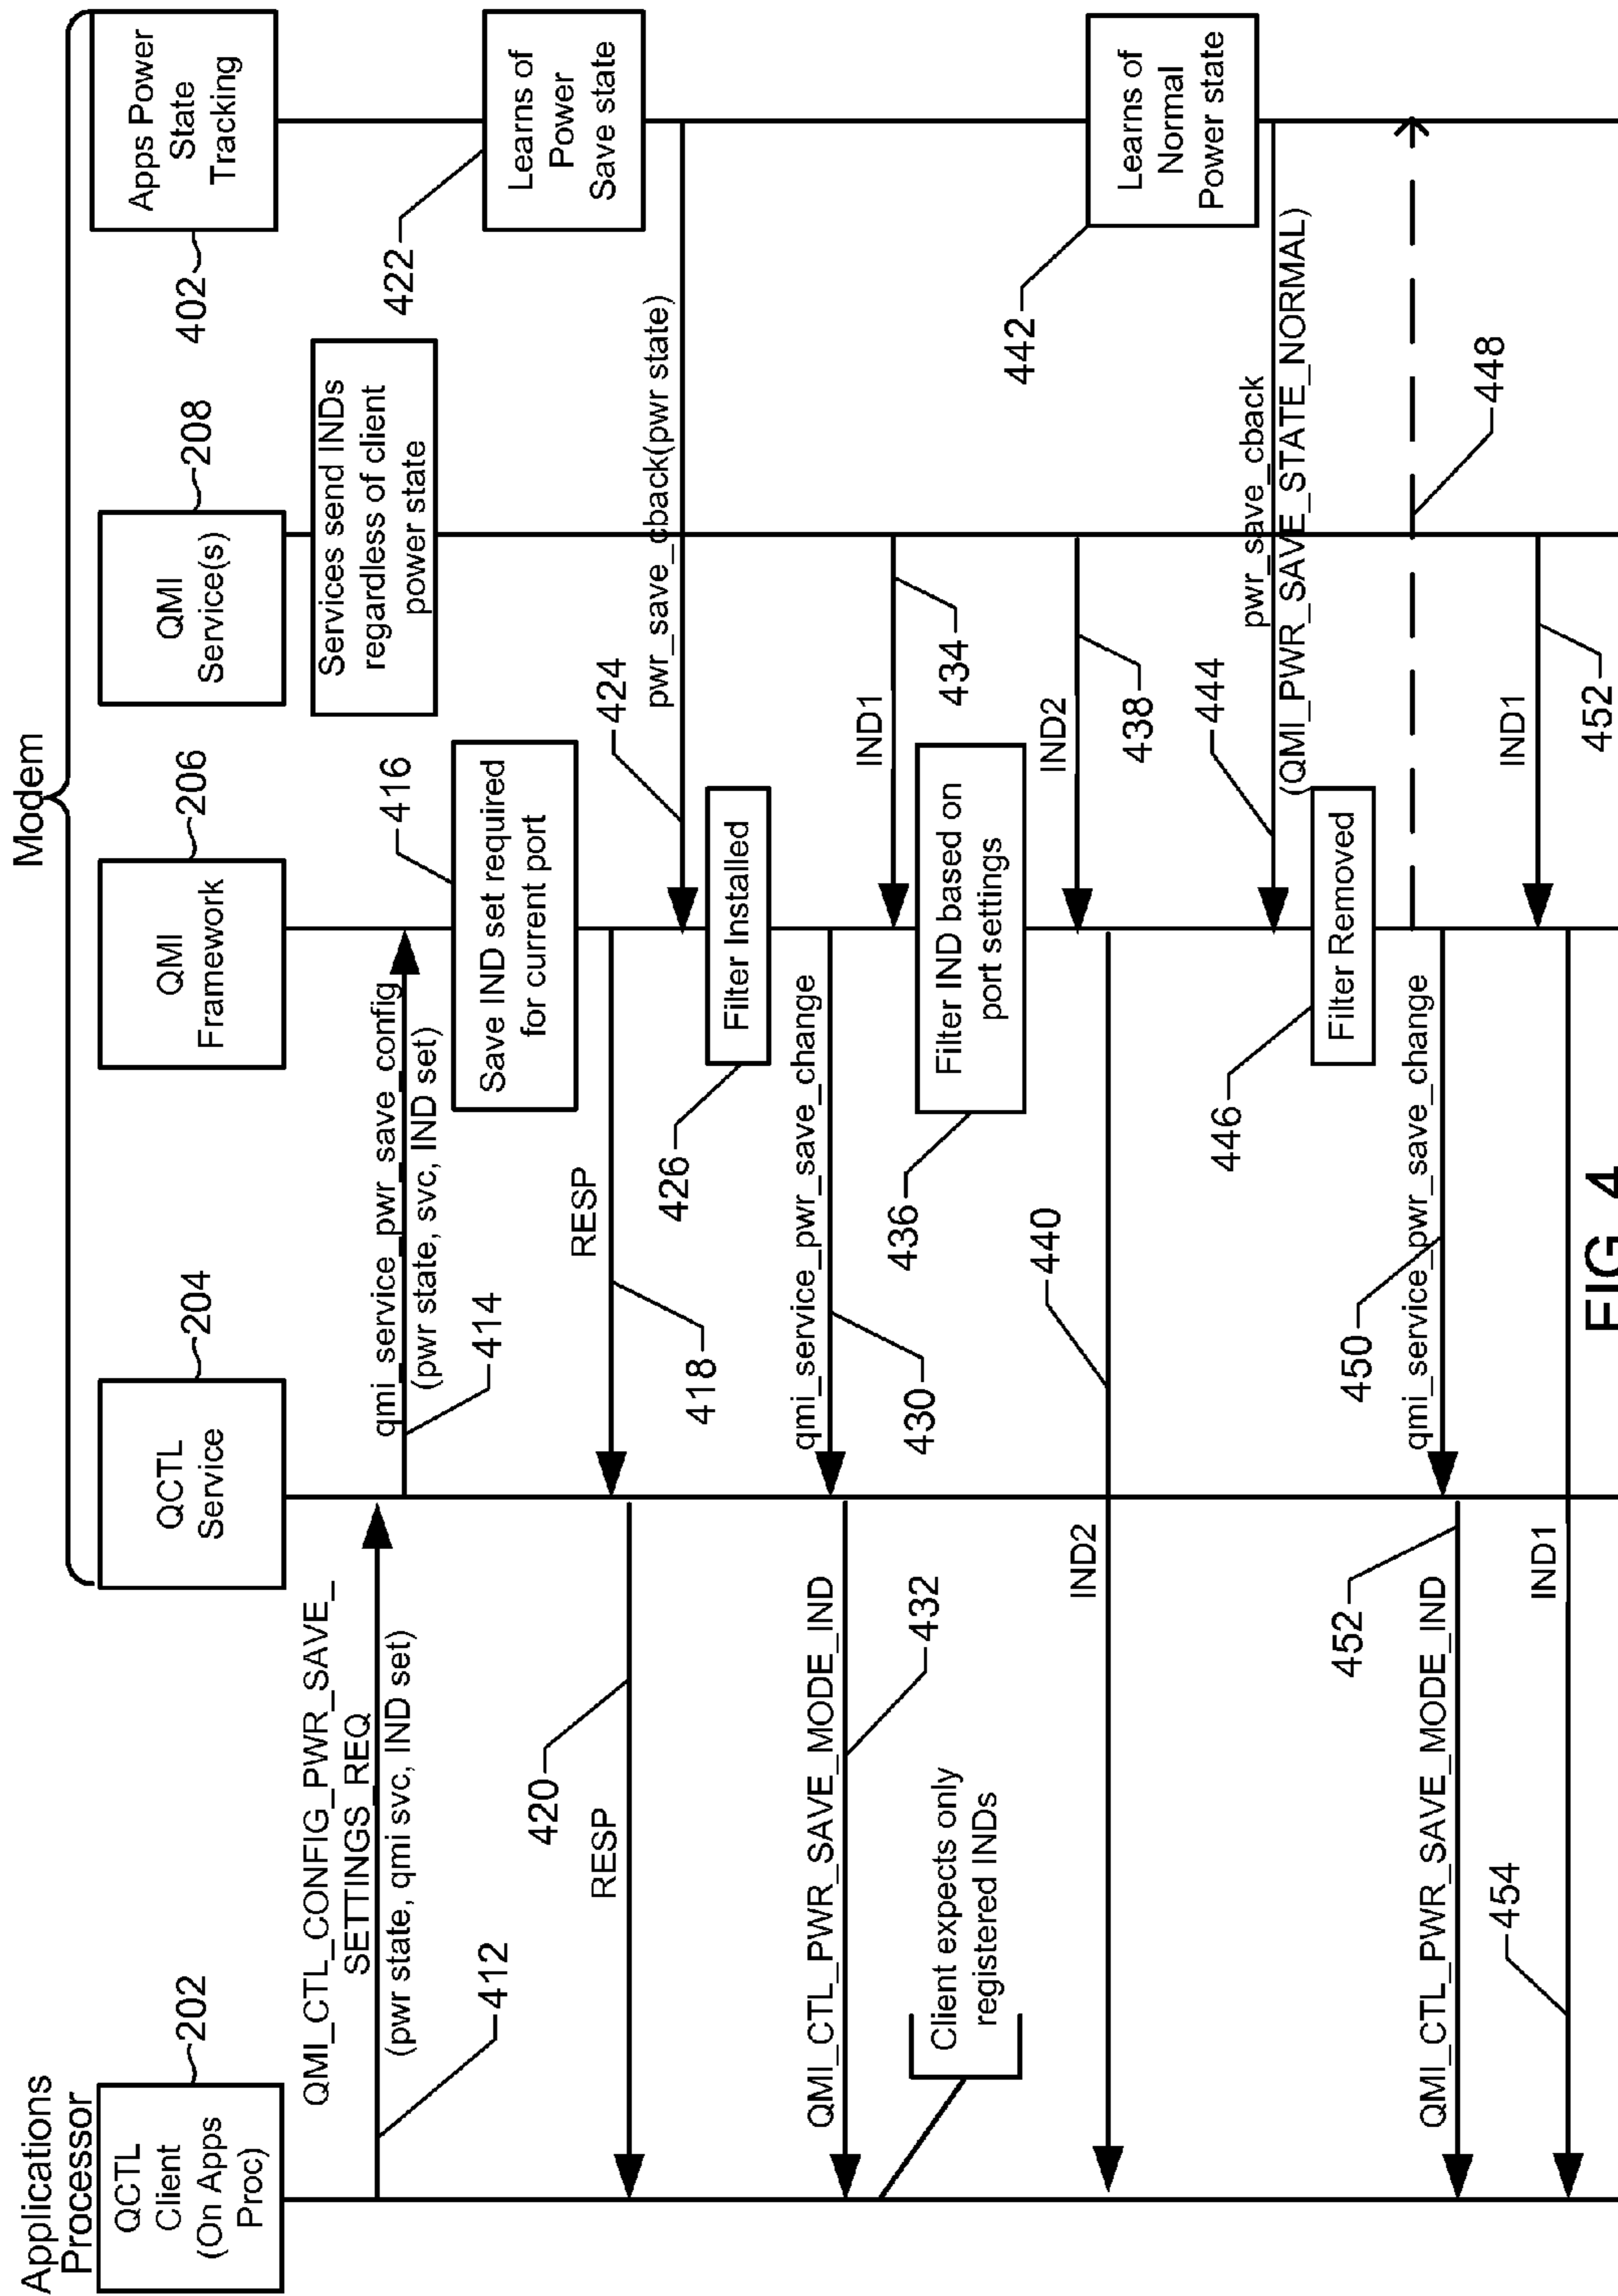 Applications
Processor
Modem
QCTL
Client
(On Apps
Proc)
202
QCTL
Service
204
QMI
Framework
206
QMI
Service(s)
208
Apps Power
State
Tracking
402
QMI_CTL_CONFIG_PWR_SAVE_
SETTINGS_REQ
(pwr state, qmi svc, IND set)
412
qmi_service_pwr_save_config
(pwr state, svc, IND set)
414
Services send INDs
regardless of client
power state
Save IND set required
for current port
416
Learns of
Power
Save state
422
RESP
418
RESP
420
pwr_save_cback(pwr state)
424
Filter Installed
426
qmi_service_pwr_save_change
430
QMI_CTL_PWR_SAVE_MODE_IND
432
Client expects only
registered INDs
IND1
434
Filter IND based on
port settings
436
IND2
438
440
IND2
Learns of
Normal
Power state
442
pwr_save_cback
(QMI_PWR_SAVE_STATE_NORMAL)
444
Filter Removed
446
448
qmi_service_pwr_save_change
450
QMI_CTL_PWR_SAVE_MODE_IND
452
IND1
452
IND1
454
FIG. 4